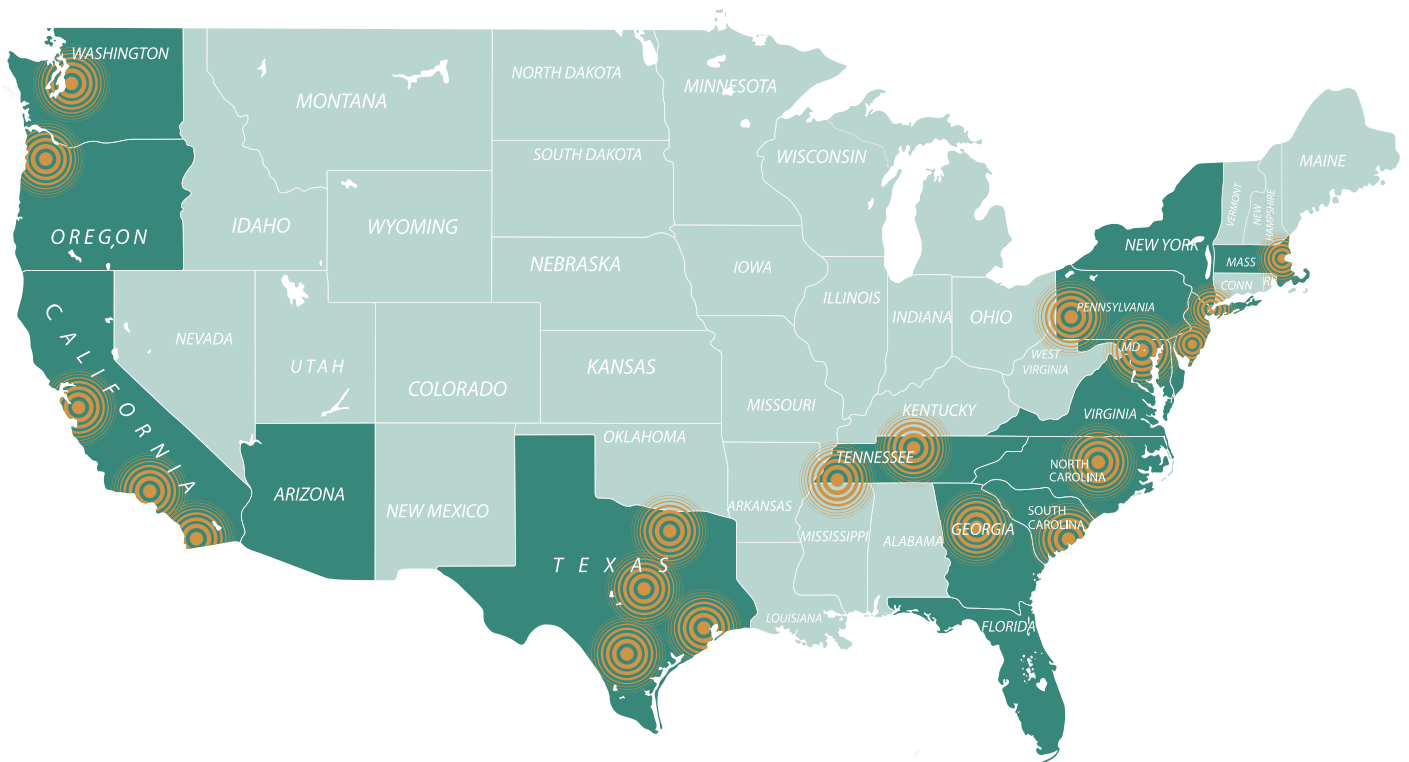 WASHINGTON
MONTANA
NORTH DAKOTA
MINNESOTA
SOUTH DAKOTA
WISCONSIN
MAINE
VERMONT
NEW
HAMPSHIRE
OREGON
IDAHO
WYOMING
NEBRASKA
IOWA
NEW YORK
MASS
CONN
RI
CALIFORNIA
NEVADA
UTAH
COLORADO
KANSAS
ILLINOIS
INDIANA
OHIO
PENNSYLVANIA
MD
WEST
VIRGINIA
VIRGINIA
MISSOURI
KENTUCKY
OKLAHOMA
TENNESSEE
NORTH
CAROLINA
ARIZONA
NEW MEXICO
ARKANSAS
SOUTH
CAROLINA
GEORGIA
MISSISSIPPI
ALABAMA
TEXAS
LOUISIANA
FLORIDA